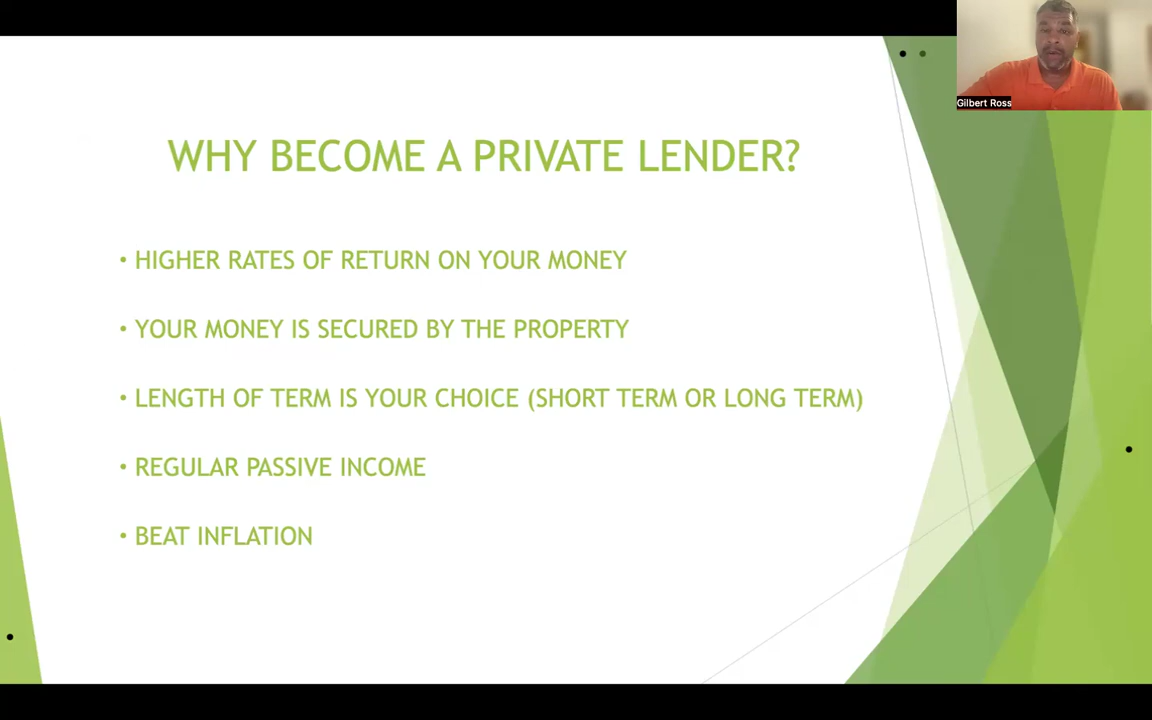 Gilbert Ross
WHY BECOME A PRIVATE LENDER?
• HIGHER RATES OF RETURN ON YOUR MONEY
• YOUR MONEY IS SECURED BY THE PROPERTY
• LENGTH OF TERM IS YOUR CHOICE (SHORT TERM OR LONG TERM)
• REGULAR PASSIVE INCOME
• BEAT INFLATION